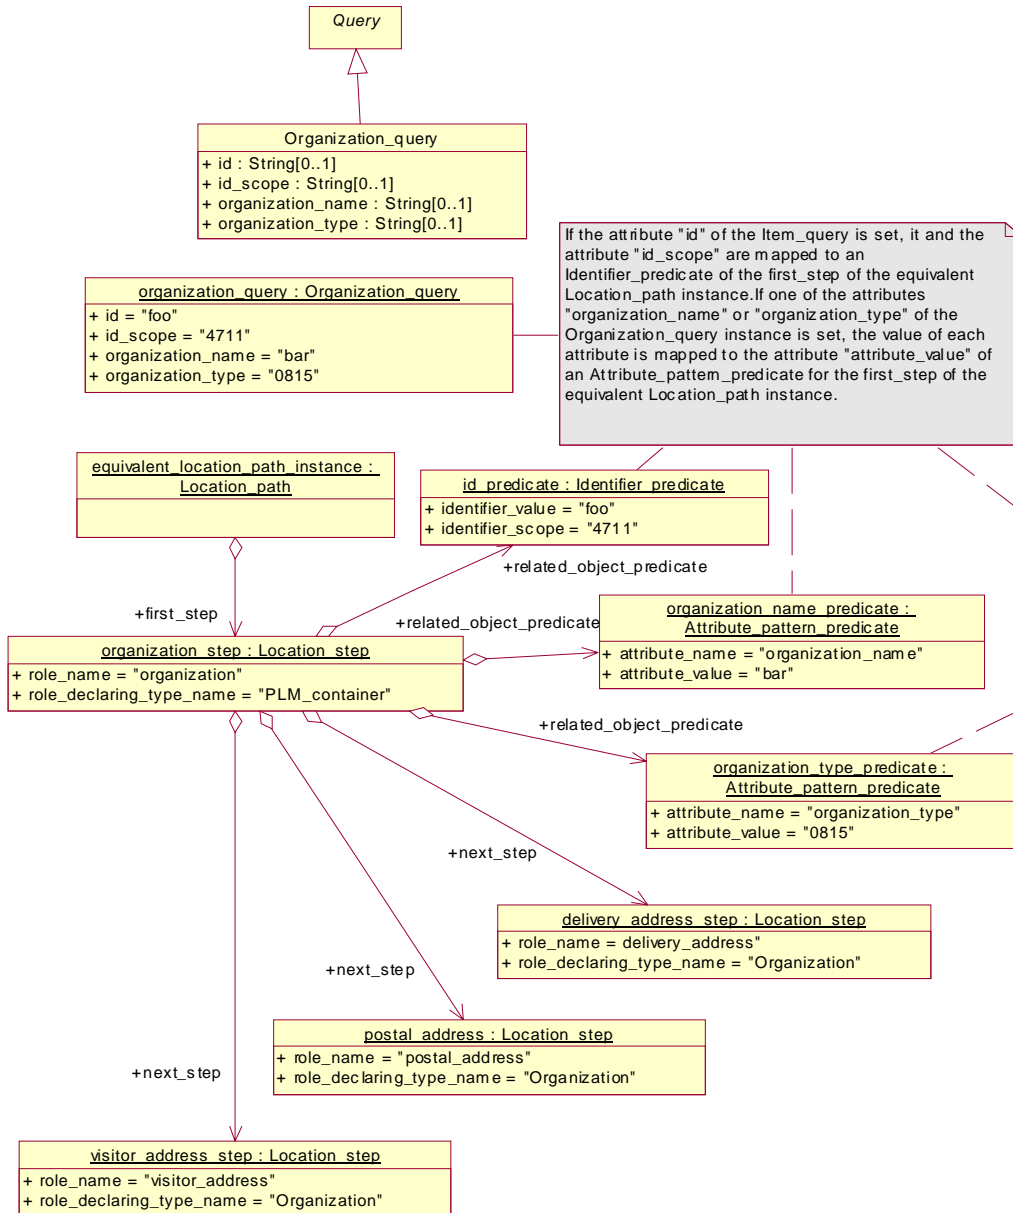 Query
Organization_query
+ id : String[0..1]
+ id_scope : String[0..1]
+ organization_name : String[0..1]
+ organization_type : String[0..1]
If the attribute "id" of the Item_query is set, it and the
attribute "id_scope" are mapped to an
Identifier_predicate of the first_step of the equivalent
Location_path instance.If one of the attributes
"organization_name" or "organization_type" of the
Organization_query instance is set, the value of each
attribute is mapped to the attribute "attribute_value" of
an Attribute_pattern_predicate for the first_step of the
equivalent Location_path instance.
organization_query : Organization_query
+ id = "foo"
+ id_scope = "4711"
+ organization_name = "bar"
+ organization_type = "0815"
equivalent_location_path_instance :
Location_path
id_predicate : Identifier_predicate
+ identifier_value = "foo"
+ identifier_scope = "4711"
+related_object_predicate
+first_step
+related_object_predicate
organization_name_predicate :
Attribute_pattern_predicate
+ attribute_name = "organization_name"
+ attribute_value = "bar"
organization_step : Location_step
+ role_name = "organization"
+ role_declaring_type_name = "PLM_container"
+related_object_predicate
organization_type_predicate :
Attribute_pattern_predicate
+ attribute_name = "organization_type"
+ attribute_value = "0815"
+next_step
delivery_address_step : Location_step
+ role_name = delivery_address"
+ role_declaring_type_name = "Organization"
+next_step
postal_address : Location_step
+ role_name = "postal_address"
+ role_declaring_type_name = "Organization"
+next_step
visitor_address_step : Location_step
+ role_name = "visitor_address"
+ role_declaring_type_name = "Organization"